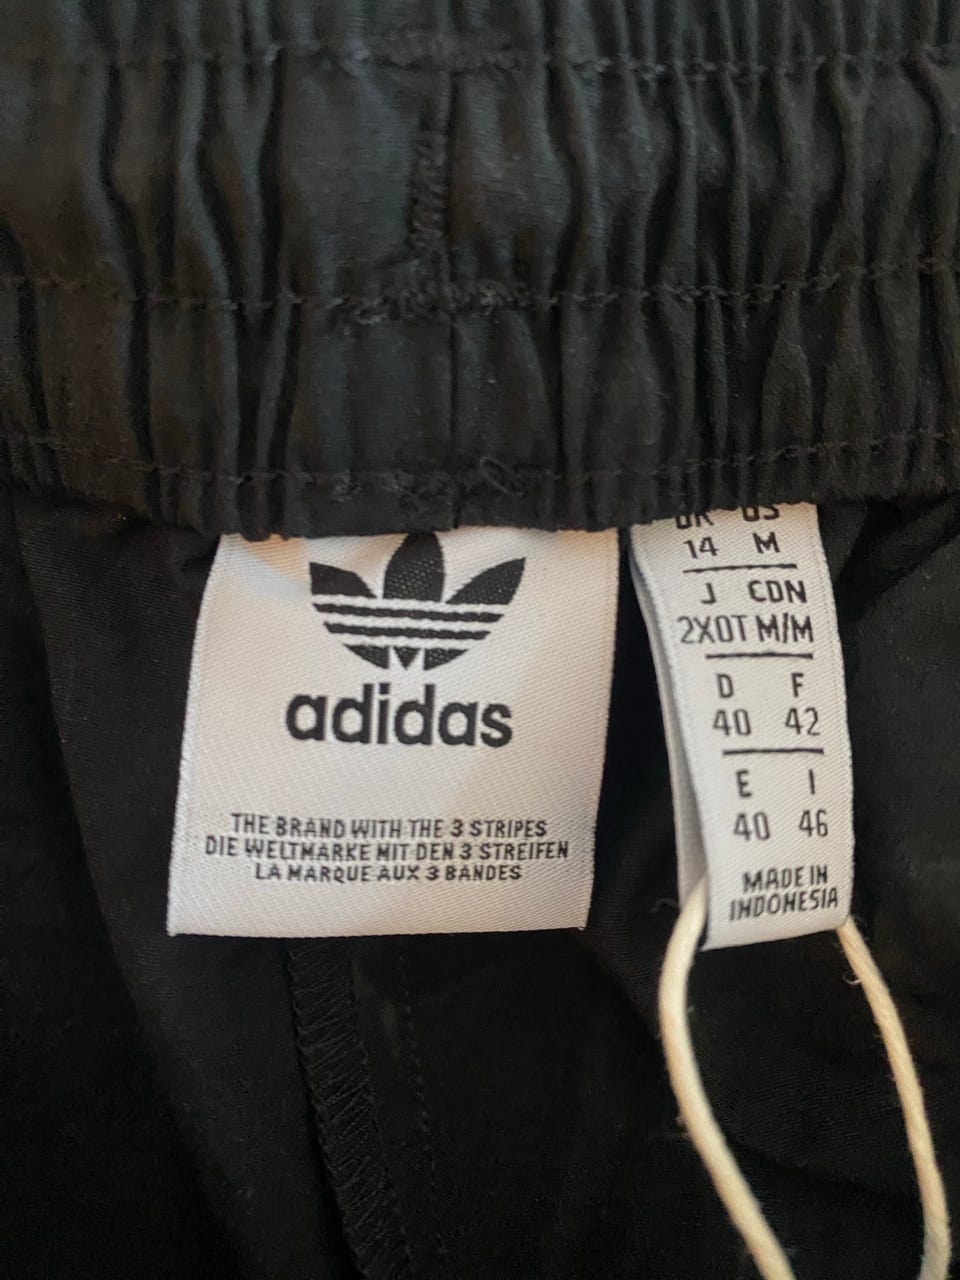 adidas
THE BRAND WITH THE 3 STRIPES
DIE WELTMARKE MIT DEN 3 STREIFEN
LA MARQUE AUX 3 BANDES
US
14 M
J CDN
2XOT M/M
D F
40 42
E I
40 46
MADE IN
INDONESIA